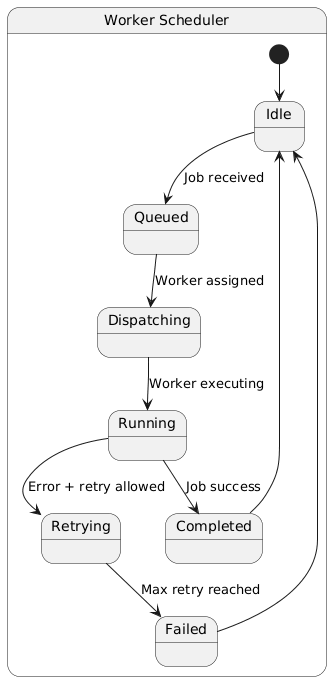 Worker Scheduler
Idle
Job received
Queued
Worker assigned
Dispatching
Worker executing
Running
Error + retry allowed
Job success
Retrying
Completed
Max retry reached
Failed